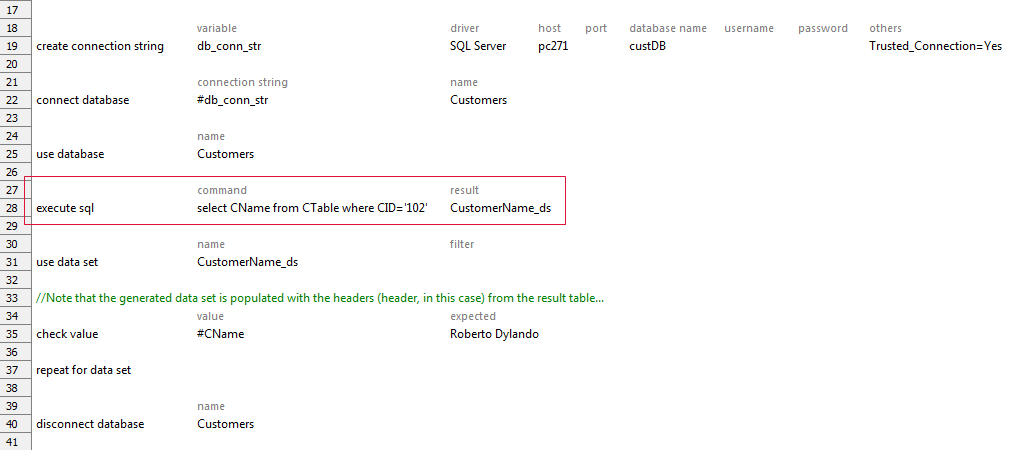 17
18 variable driver host port database name username password others
19 create connection string db_conn_str SQL Server pc271 custDB Trusted_Connection=Yes
20
21 connection string name
22 connect database #db_conn_str Customers
23
24 name
25 use database Customers
26
27 command result
28 execute sql select CName from CTable where CID='102' CustomerName_ds
29
30 name filter
31 use data set CustomerName_ds
32
33 //Note that the generated data set is populated with the headers (header, in this case) from the result table...
34 value expected
35 check value #CName Roberto Dylando
36
37 repeat for data set
38
39 name
40 disconnect database Customers
41